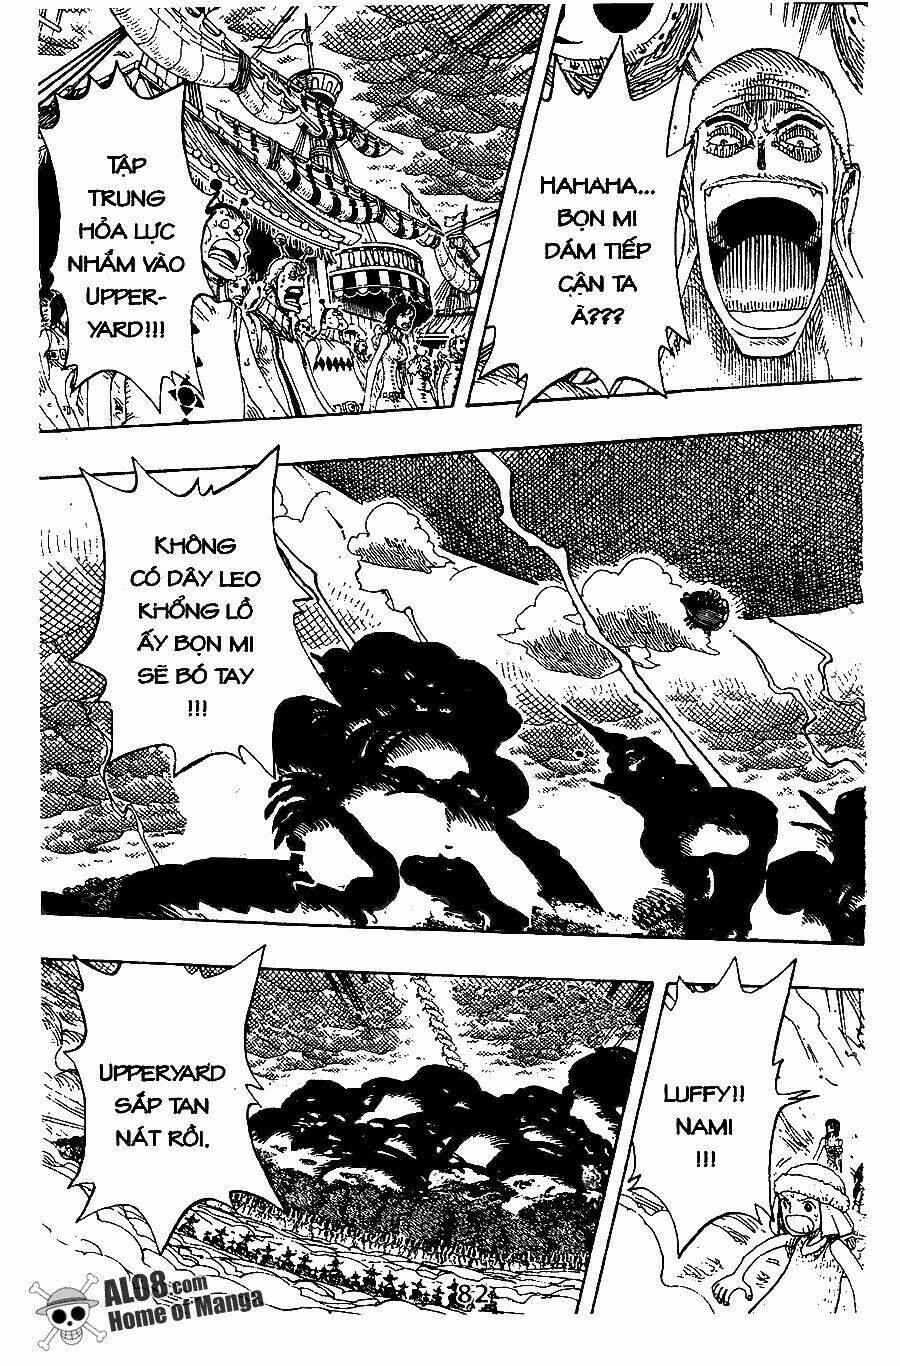 TẬP
TRUNG
HỎA LỰC
NHẮM VÀO
UPPER-
YARD!!!
HAHAHA...
BỌN MI
DÁM TIẾP
CẬN TA
À???
KHÔNG
CÓ DÂY LEO
KHỔNG LỒ
ẤY BỌN MI
SẼ BÓ TAY
!!!
UPPERYARD
SẮP TAN
NÁT RỒI.
LUFFY!!
NAMI
!!!
82
ALO8.com
Home of Manga